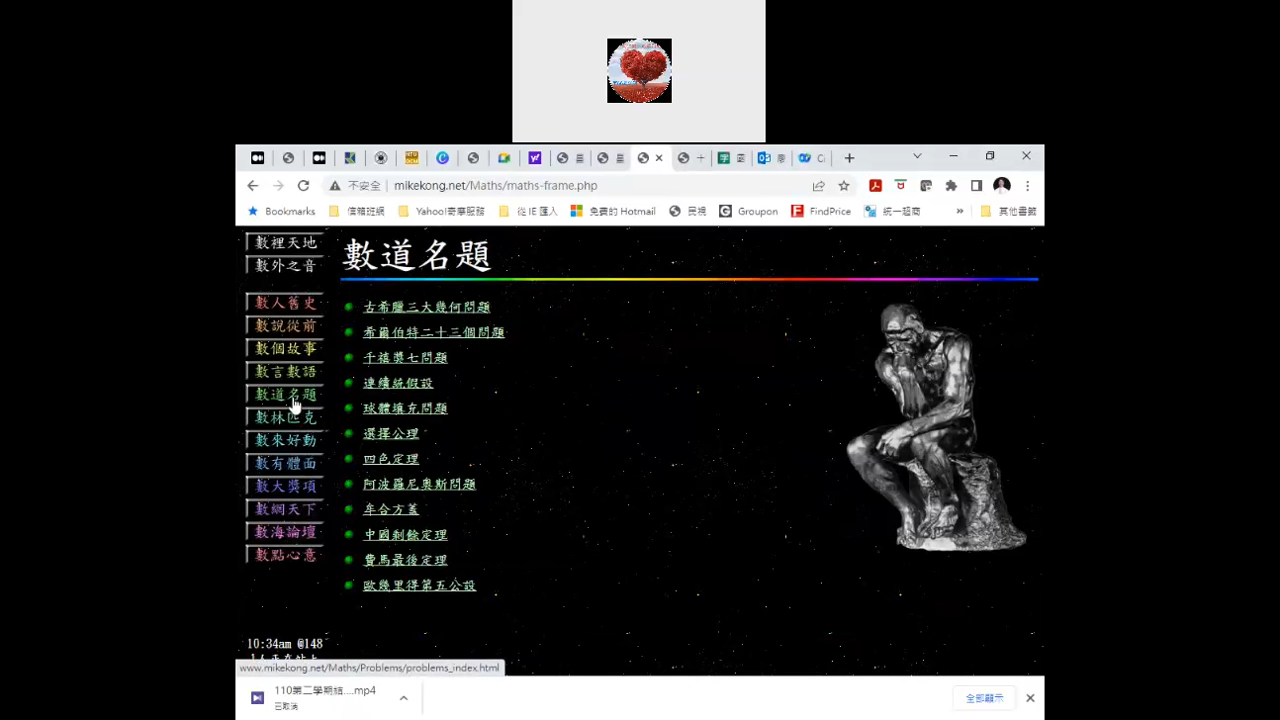 不安全
mikekong.net/Maths/maths-frame.php
Bookmarks
信箱班網
Yahoo!奇摩服務
從 IE 匯入
免費的 Hotmail
民視
Groupon
FindPrice
統一超商
»
其他書籤
數裡天地
數外之音
數人舊史
數說從前
數個故事
數言數語
數道名題
數林匹克
數來好動
數有體面
數大獎項
數網天下
數海論壇
數點心意
10:34am @148
數道名題
古希臘三大幾何問題
希爾伯特二十三個問題
千禧獎七問題
連續統假設
球體填充問題
選擇公理
四色定理
阿波羅尼奧斯問題
牟合方蓋
中國剩餘定理
費馬最後定理
歐幾里得第五公設
www.mikekong.net/Maths/Problems/problems_index.html
110第二學期結....mp4
已取消
全部顯示